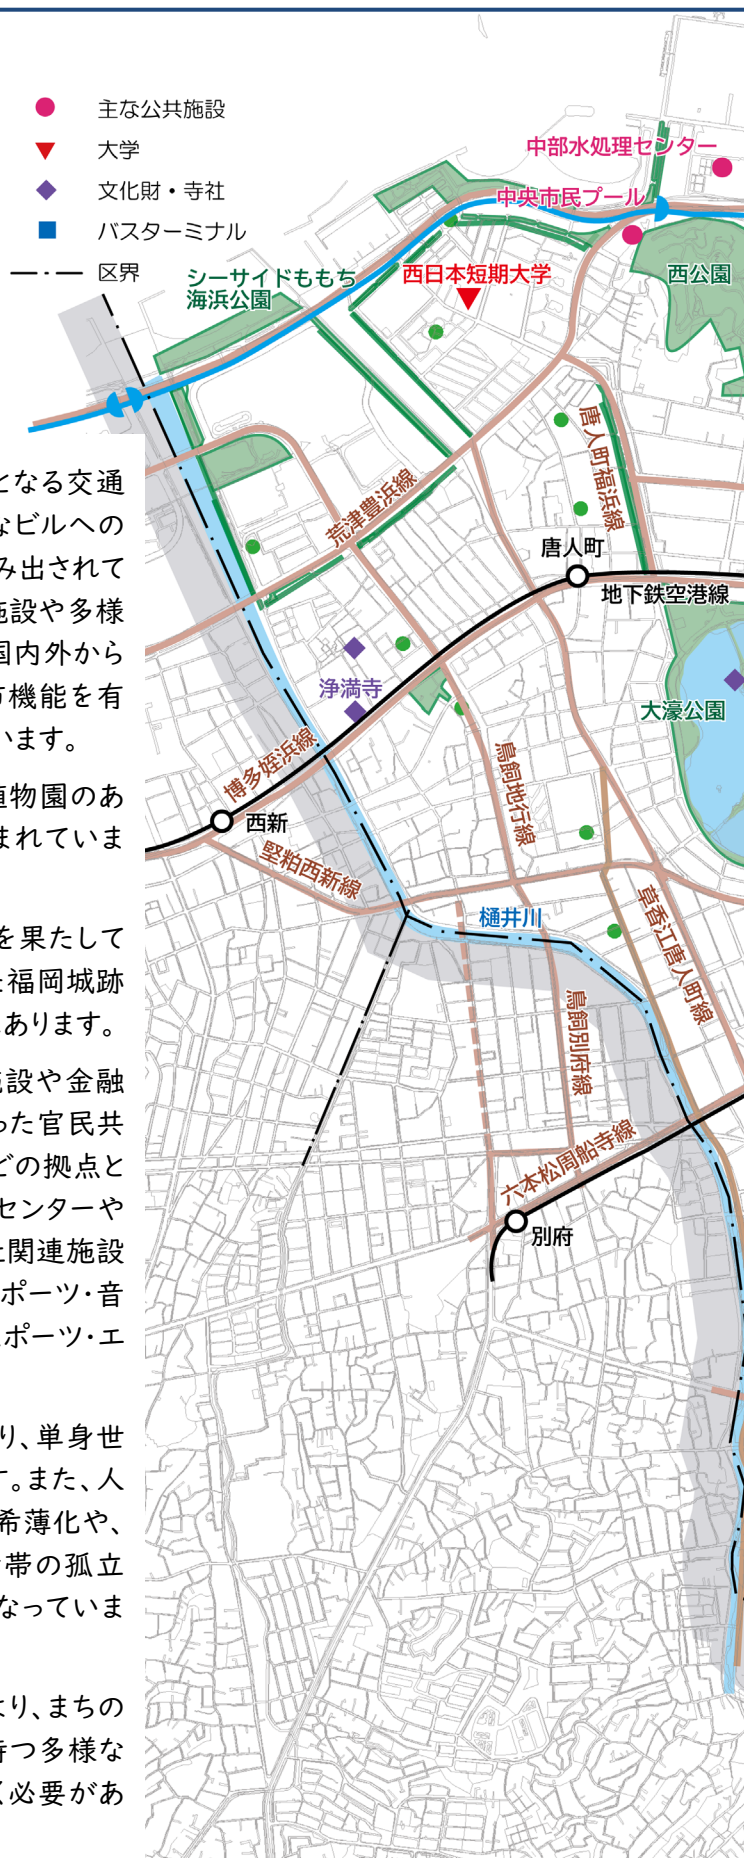 主な公共施設
大学
文化財・寺社
バスターミナル
区界
中部水処理センター
中央市民プール
シーサイドももち
海浜公園
西日本短期大学
西公園
唐人町福浜線
荒津豊浜線
唐人町
地下鉄空港線
浄満寺
大濠公園
博多姪浜線
鳥飼地行線
西新
堅粕西新線
樋井川
草香江唐人町線
鳥飼別府線
六本松周船寺線
別府
となる交通
なビルへの
み出されて
施設や多様
国内外から
市機能を有
います。
植物園のあ
まれていま
を果たして
福岡城跡
あります。
設や金融
った官民共
どの拠点と
センターや
関連施設
ポーツ・音
スポーツ・エ
り、単身世
す。また、人
希薄化や、
帯の孤立
なっていま
より、まちの
持つ多様な
く必要があ